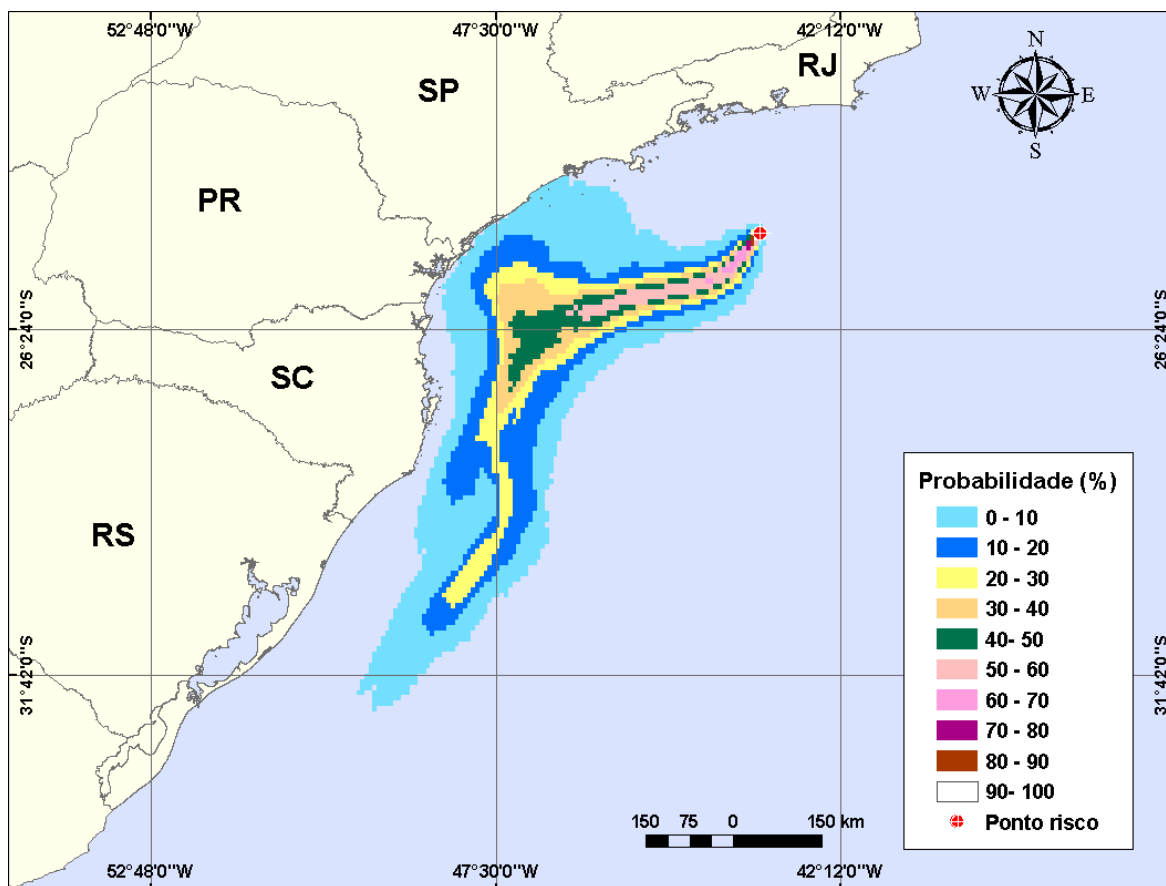 52°48'0"W
47°30'0"W
42°12'0"W
RJ
SP
N
W
E
S
PR
26°24'0"S
26°24'0"S
SC
RS
31°42'0"S
31°42'0"S
Probabilidade (%)
0 - 10
10 - 20
20 - 30
30 - 40
40- 50
50 - 60
60 - 70
70 - 80
80 - 90
90- 100
Ponto risco
150 75 0 150 km
52°48'0"W
47°30'0"W
42°12'0"W